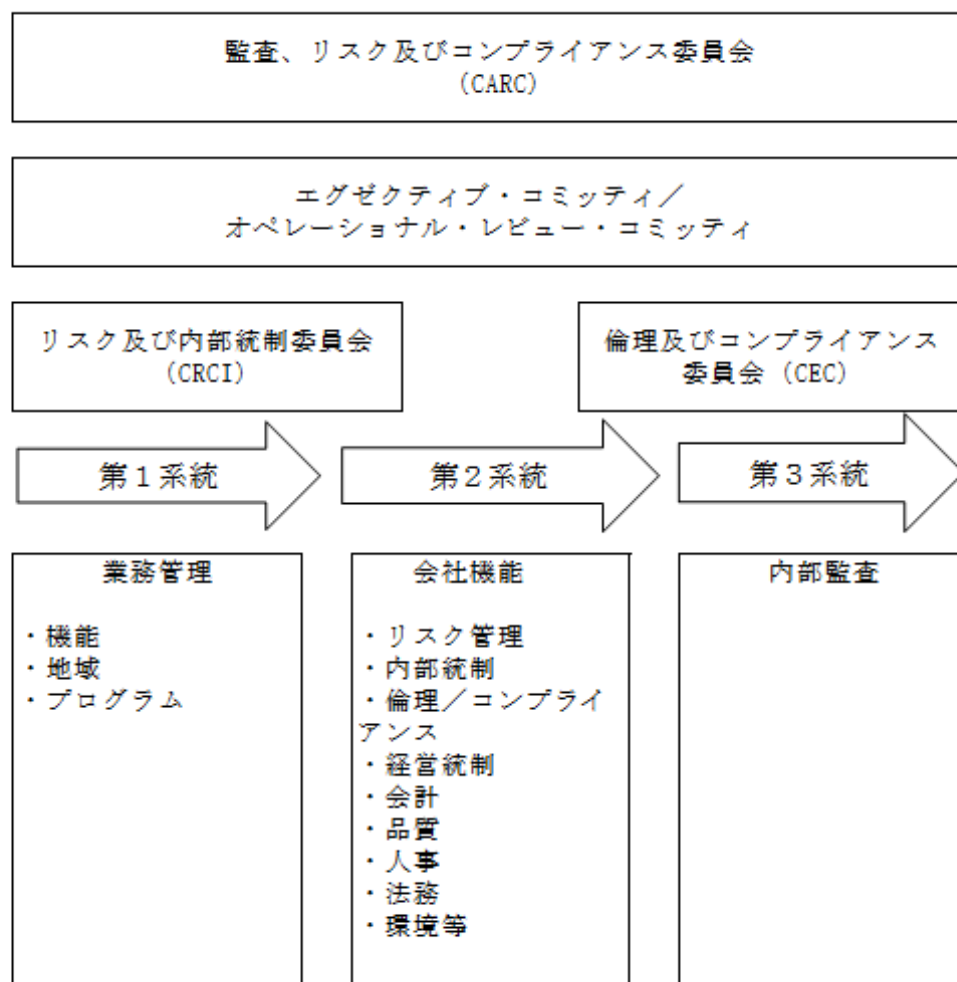 監査、リスク及びコンプライアンス委員会
(CARC)
エグゼクティブ・コミッティ／
オペレーショナル・レビュー・コミッティ
リスク及び内部統制委員会
(CRCI)
倫理及びコンプライアンス
委員会 (CEC)
第１系統
第２系統
第３系統
業務管理
・機能
・地域
・プログラム
会社機能
・リスク管理
・内部統制
・倫理／コンプライ
アンス
・経営統制
・会計
・品質
・人事
・法務
・環境等
内部監査